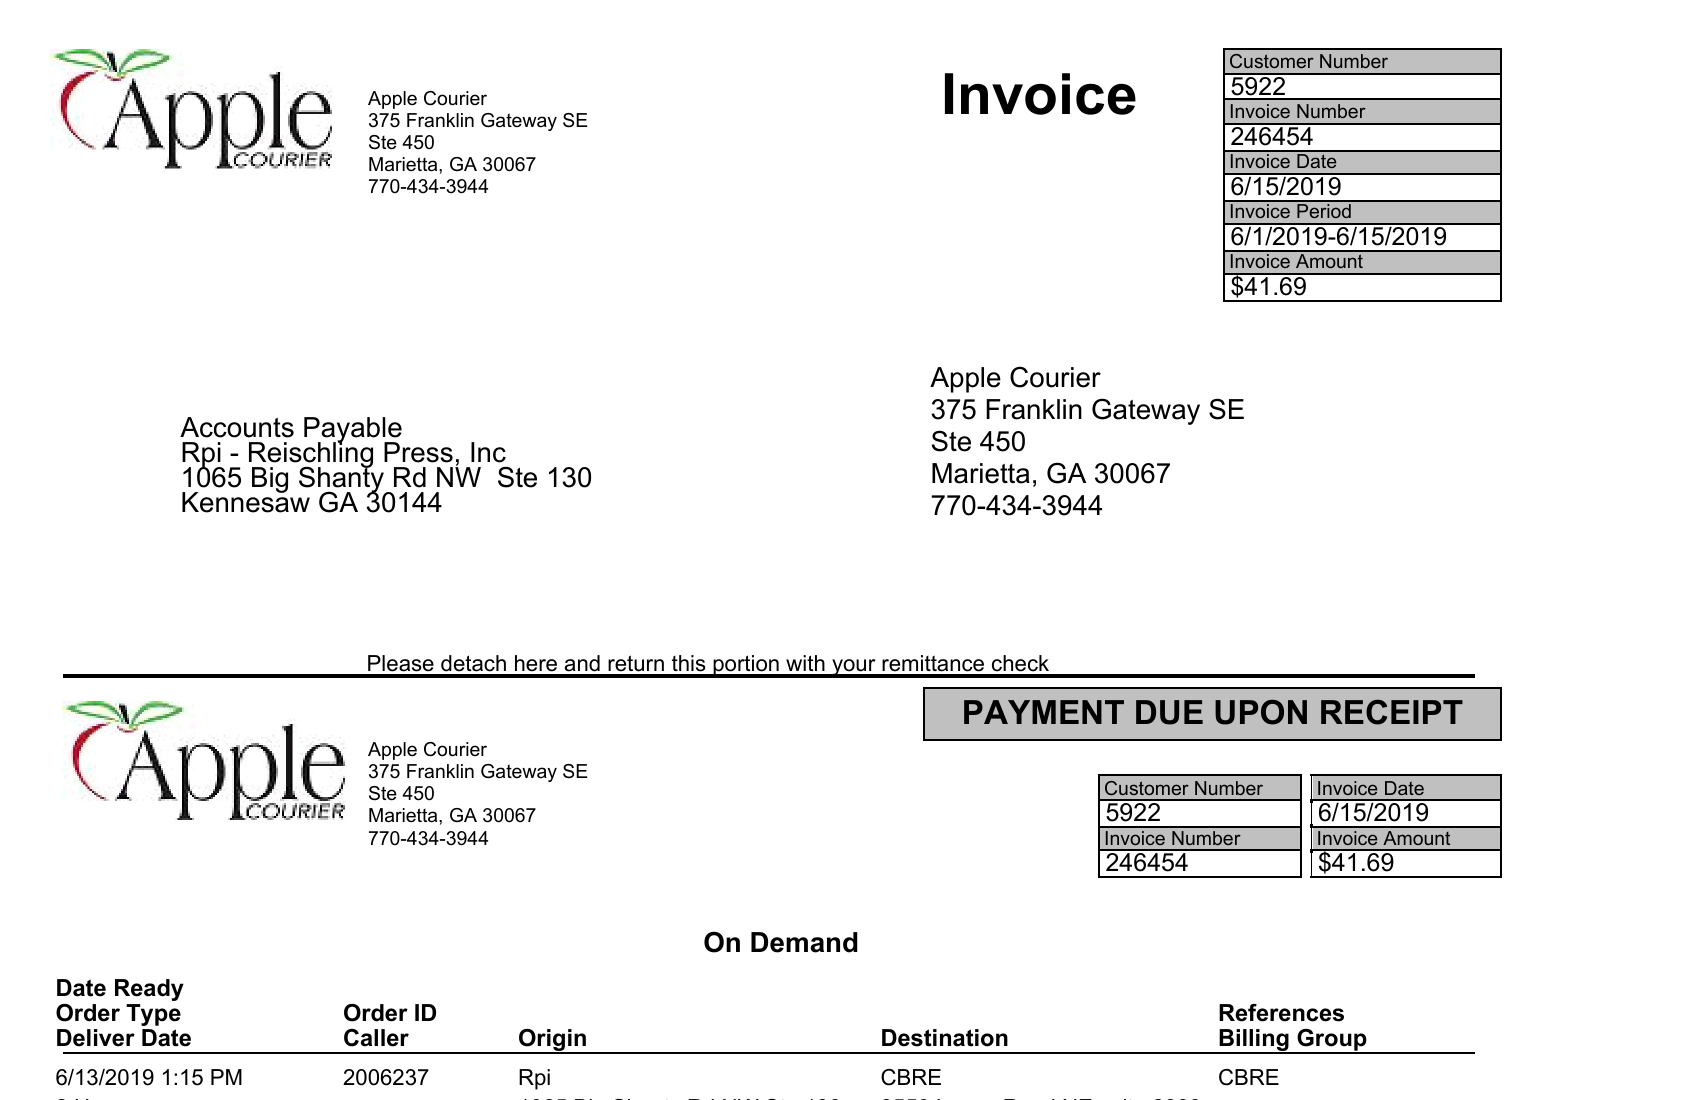 Apple
COURIER
Apple Courier
375 Franklin Gateway SE
Ste 450
Marietta, GA 30067
770-434-3944
Invoice
Customer Number
5922
Invoice Number
246454
Invoice Date
6/15/2019
Invoice Period
6/1/2019-6/15/2019
Invoice Amount
$41.69
Accounts Payable
Rpi - Reischling Press, Inc
1065 Big Shanty Rd NW  Ste 130
Kennesaw GA 30144
Apple Courier
375 Franklin Gateway SE
Ste 450
Marietta, GA 30067
770-434-3944
Please detach here and return this portion with your remittance check
Apple
COURIER
Apple Courier
375 Franklin Gateway SE
Ste 450
Marietta, GA 30067
770-434-3944
PAYMENT DUE UPON RECEIPT
Customer Number
5922
Invoice Number
246454
Invoice Date
6/15/2019
Invoice Amount
$41.69
On Demand
Date Ready
Order Type Order ID References
Deliver Date Caller Origin Destination Billing Group
6/13/2019 1:15 PM 2006237 Rpi CBRE CBRE